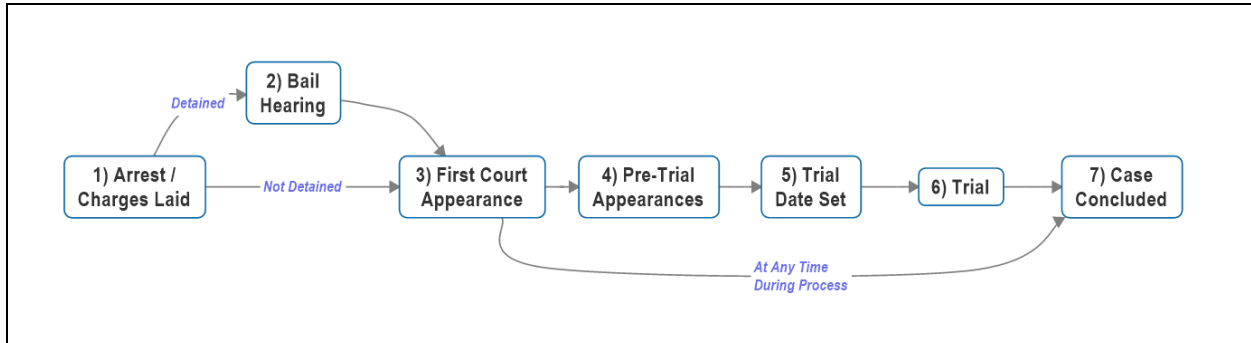 2) Bail
Hearing
Detained
1) Arrest /
Charges Laid
Not Detained
3) First Court
Appearance
4) Pre-Trial
Appearances
5) Trial
Date Set
6) Trial
7) Case
Concluded
At Any Time
During Process